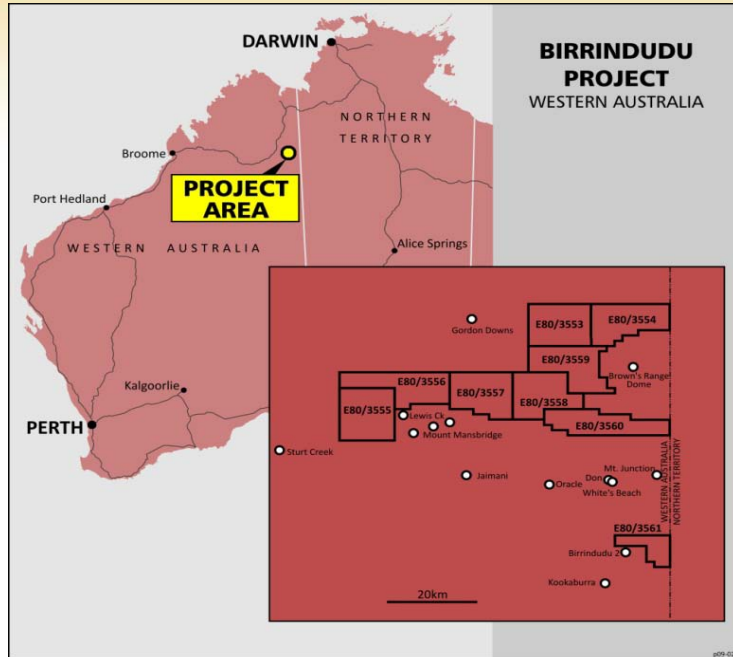 DARWIN
BIRRINDUDU
PROJECT
WESTERN AUSTRALIA
NORTHERN
TERRITORY
Broome
PROJECT
AREA
Port Hedland
WESTERN AUSTRALIA
Alice Springs
Kalgoorlie
PERTH
Gordon Downs
E80/3553
E80/3554
E80/3559
Brown's Range
Dome
E80/3556
E80/3557
E80/3558
E80/3555
Lewis Ck
E80/3560
Mount Mansbridge
Sturt Creek
Jaimani
Oracle
Don
White's Beach
Mt. Junction
WESTERN AUSTRALIA
NORTHERN TERRITORY
E80/3561
Birrindudu 2
Kookaburra
20km